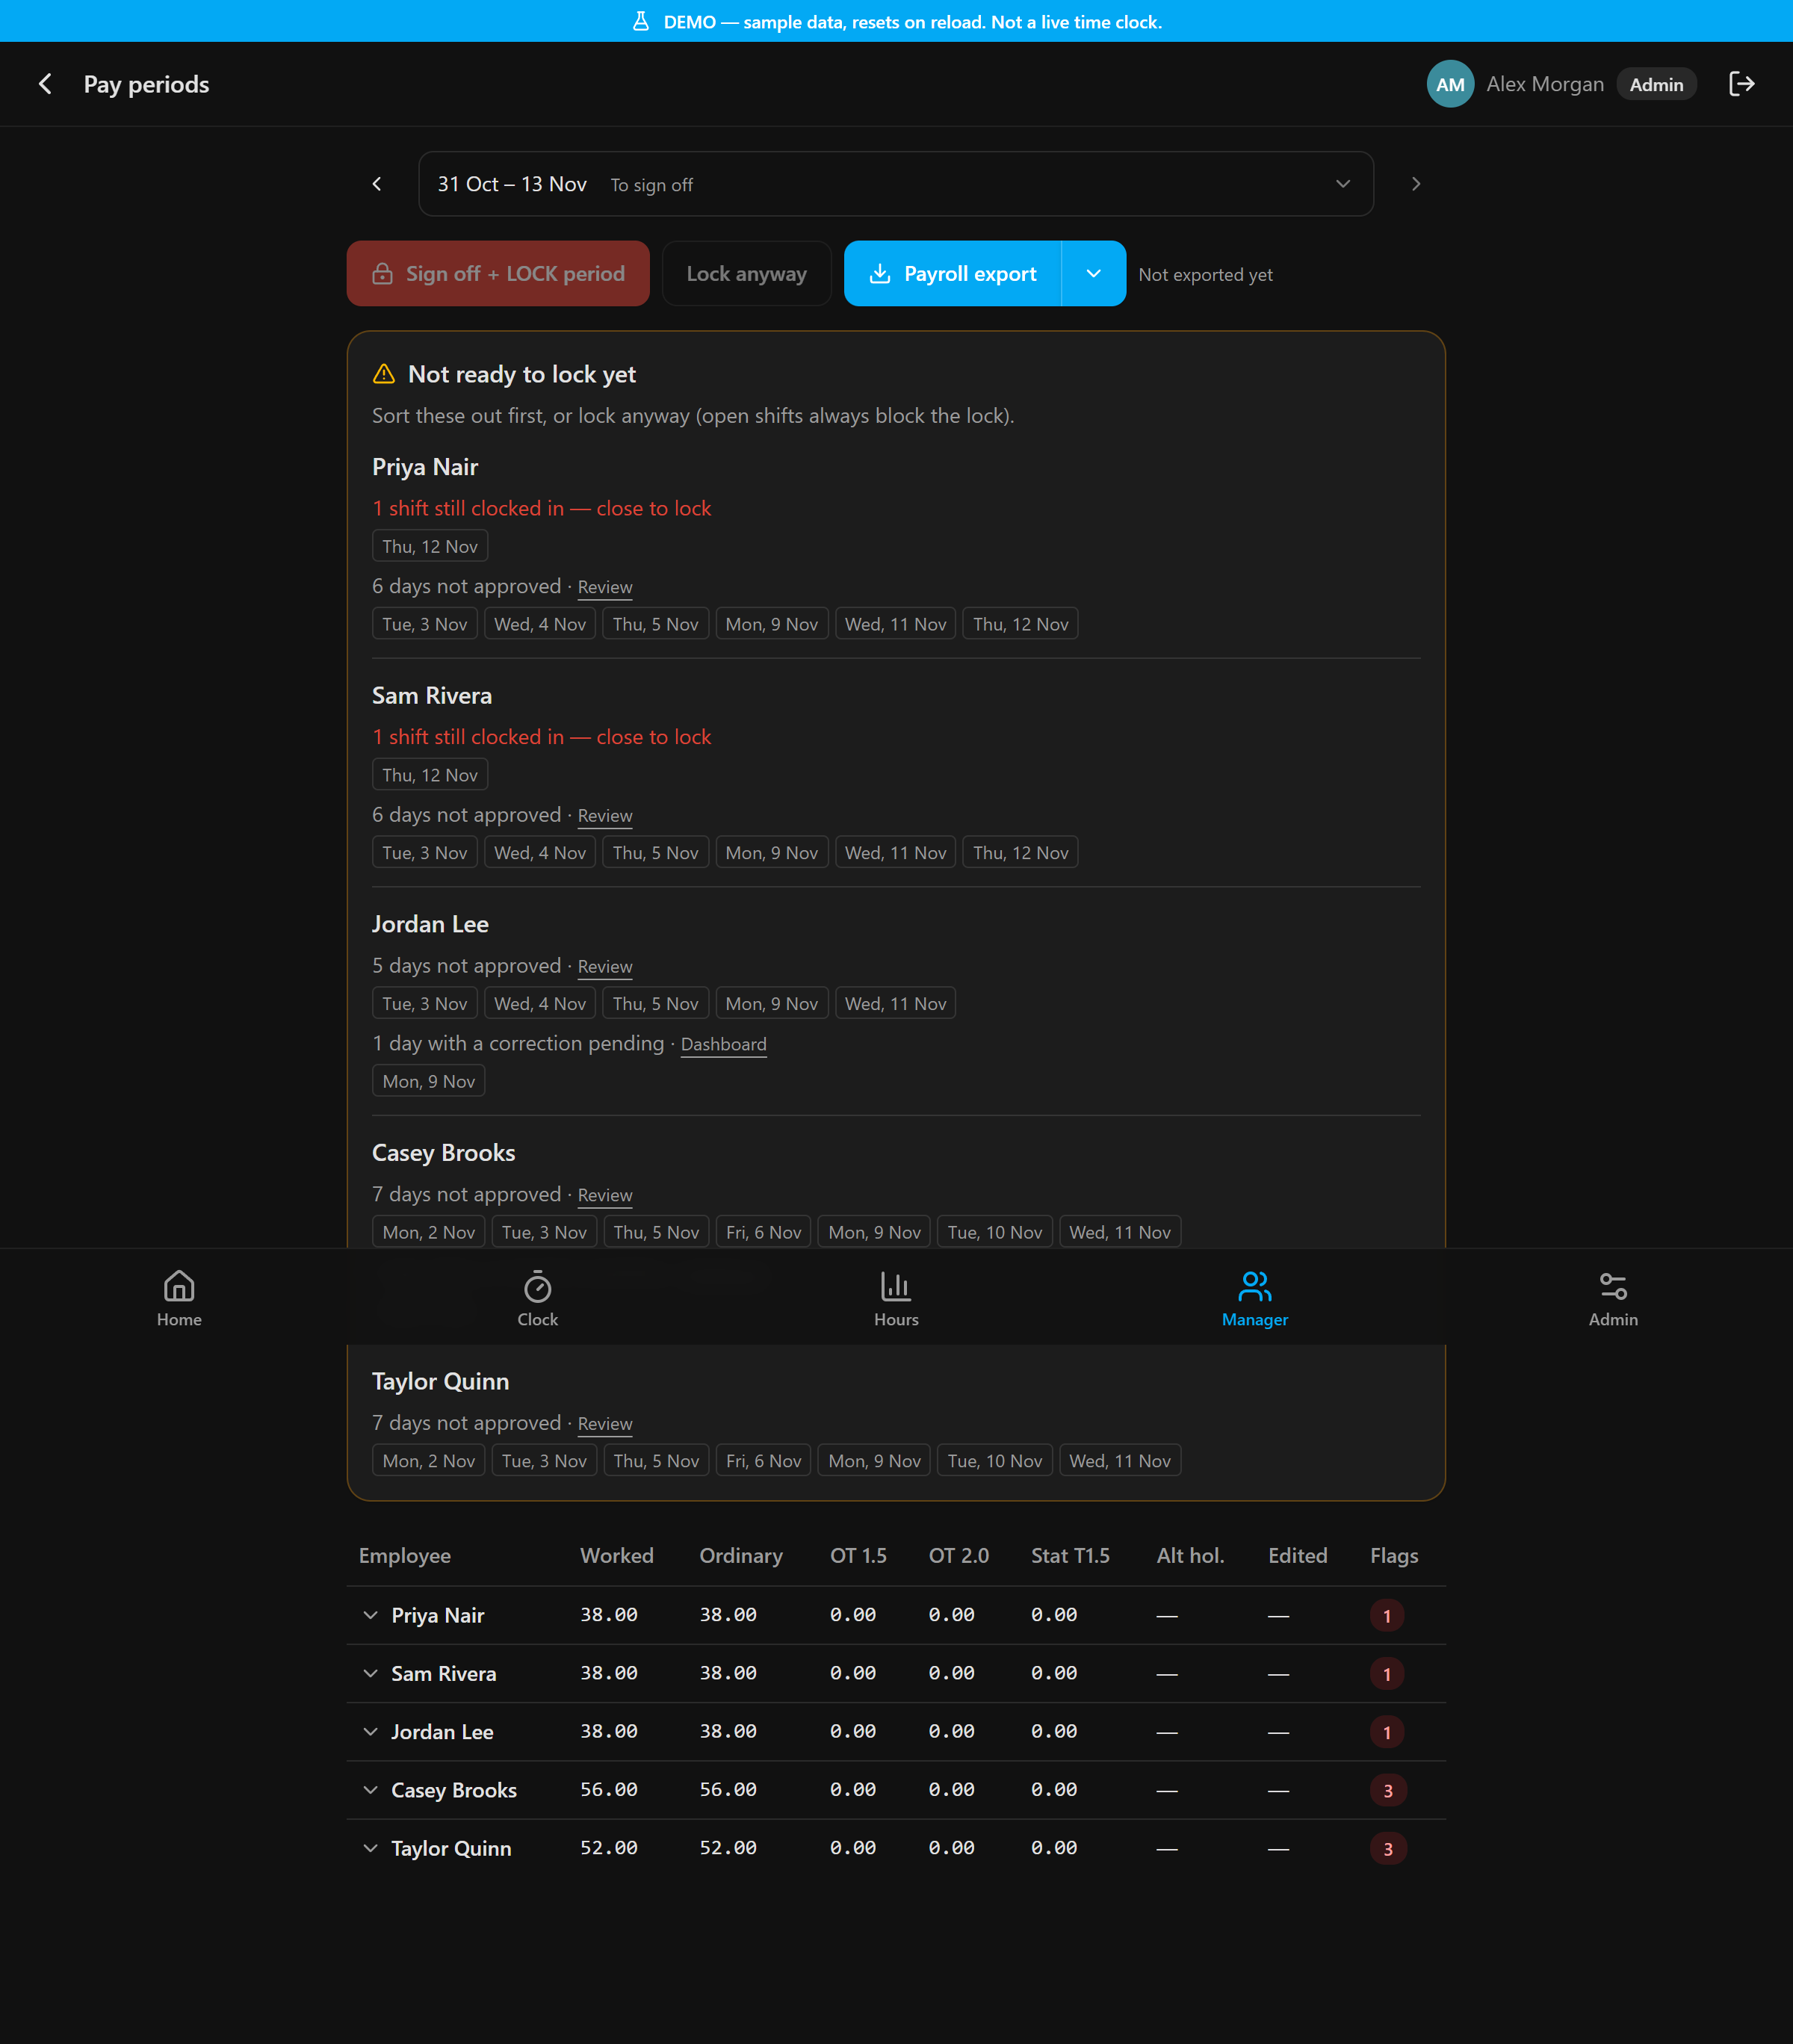 DEMO — sample data, resets on reload. Not a live time clock.
Pay periods
AM Alex Morgan Admin
31 Oct – 13 Nov To sign off
Sign off + LOCK period Lock anyway Payroll export Not exported yet
Not ready to lock yet
Sort these out first, or lock anyway (open shifts always block the lock).
Priya Nair
1 shift still clocked in — close to lock
Thu, 12 Nov
6 days not approved · Review
Tue, 3 Nov Wed, 4 Nov Thu, 5 Nov Mon, 9 Nov Wed, 11 Nov Thu, 12 Nov
Sam Rivera
1 shift still clocked in — close to lock
Thu, 12 Nov
6 days not approved · Review
Tue, 3 Nov Wed, 4 Nov Thu, 5 Nov Mon, 9 Nov Wed, 11 Nov Thu, 12 Nov
Jordan Lee
5 days not approved · Review
Tue, 3 Nov Wed, 4 Nov Thu, 5 Nov Mon, 9 Nov Wed, 11 Nov
1 day with a correction pending · Dashboard
Mon, 9 Nov
Casey Brooks
7 days not approved · Review
Mon, 2 Nov Tue, 3 Nov Thu, 5 Nov Fri, 6 Nov Mon, 9 Nov Tue, 10 Nov Wed, 11 Nov
Home Clock Hours Manager Admin
Taylor Quinn
7 days not approved · Review
Mon, 2 Nov Tue, 3 Nov Thu, 5 Nov Fri, 6 Nov Mon, 9 Nov Tue, 10 Nov Wed, 11 Nov
Employee Worked Ordinary OT 1.5 OT 2.0 Stat T1.5 Alt hol. Edited Flags
Priya Nair 38.00 38.00 0.00 0.00 0.00 — — 1
Sam Rivera 38.00 38.00 0.00 0.00 0.00 — — 1
Jordan Lee 38.00 38.00 0.00 0.00 0.00 — — 1
Casey Brooks 56.00 56.00 0.00 0.00 0.00 — — 3
Taylor Quinn 52.00 52.00 0.00 0.00 0.00 — — 3